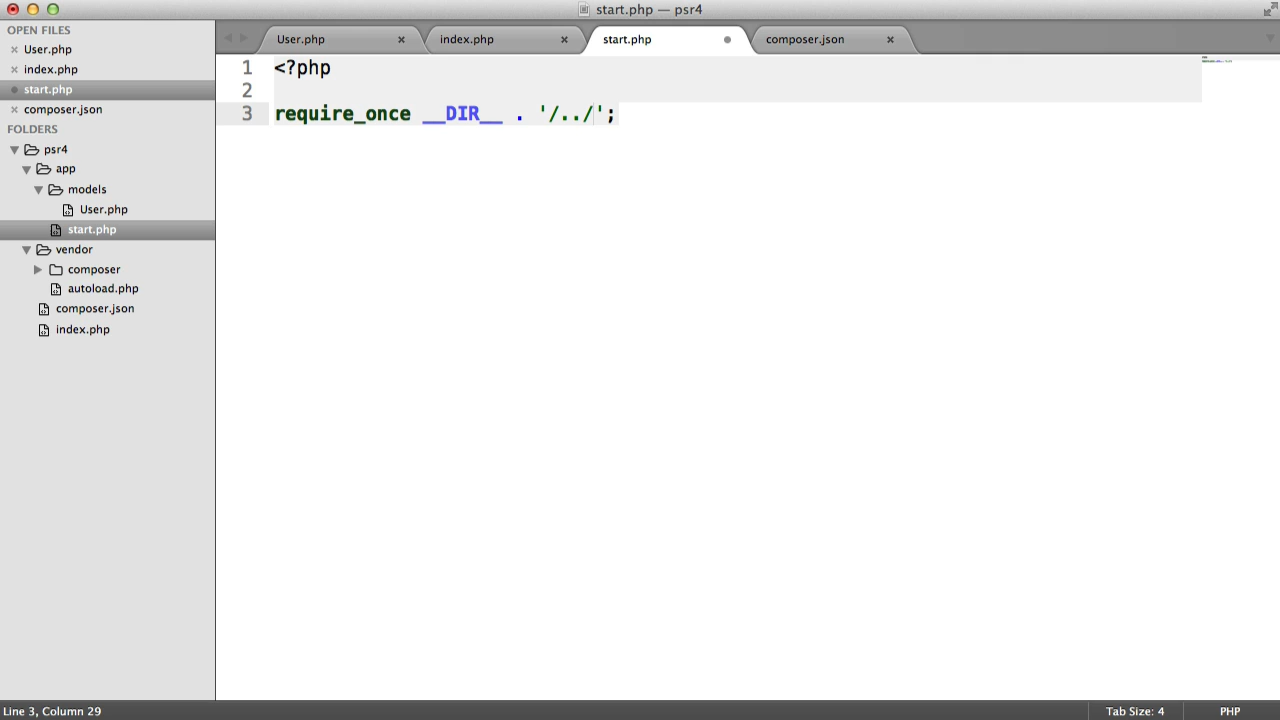 start.php — psr4
OPEN FILES
User.php
index.php
start.php
composer.json
FOLDERS
psr4
app
models
User.php
start.php
vendor
composer
autoload.php
composer.json
index.php
User.php index.php start.php composer.json
1 <?php
2
3 require_once __DIR__ . '/../';
Line 3, Column 29 Tab Size: 4 PHP